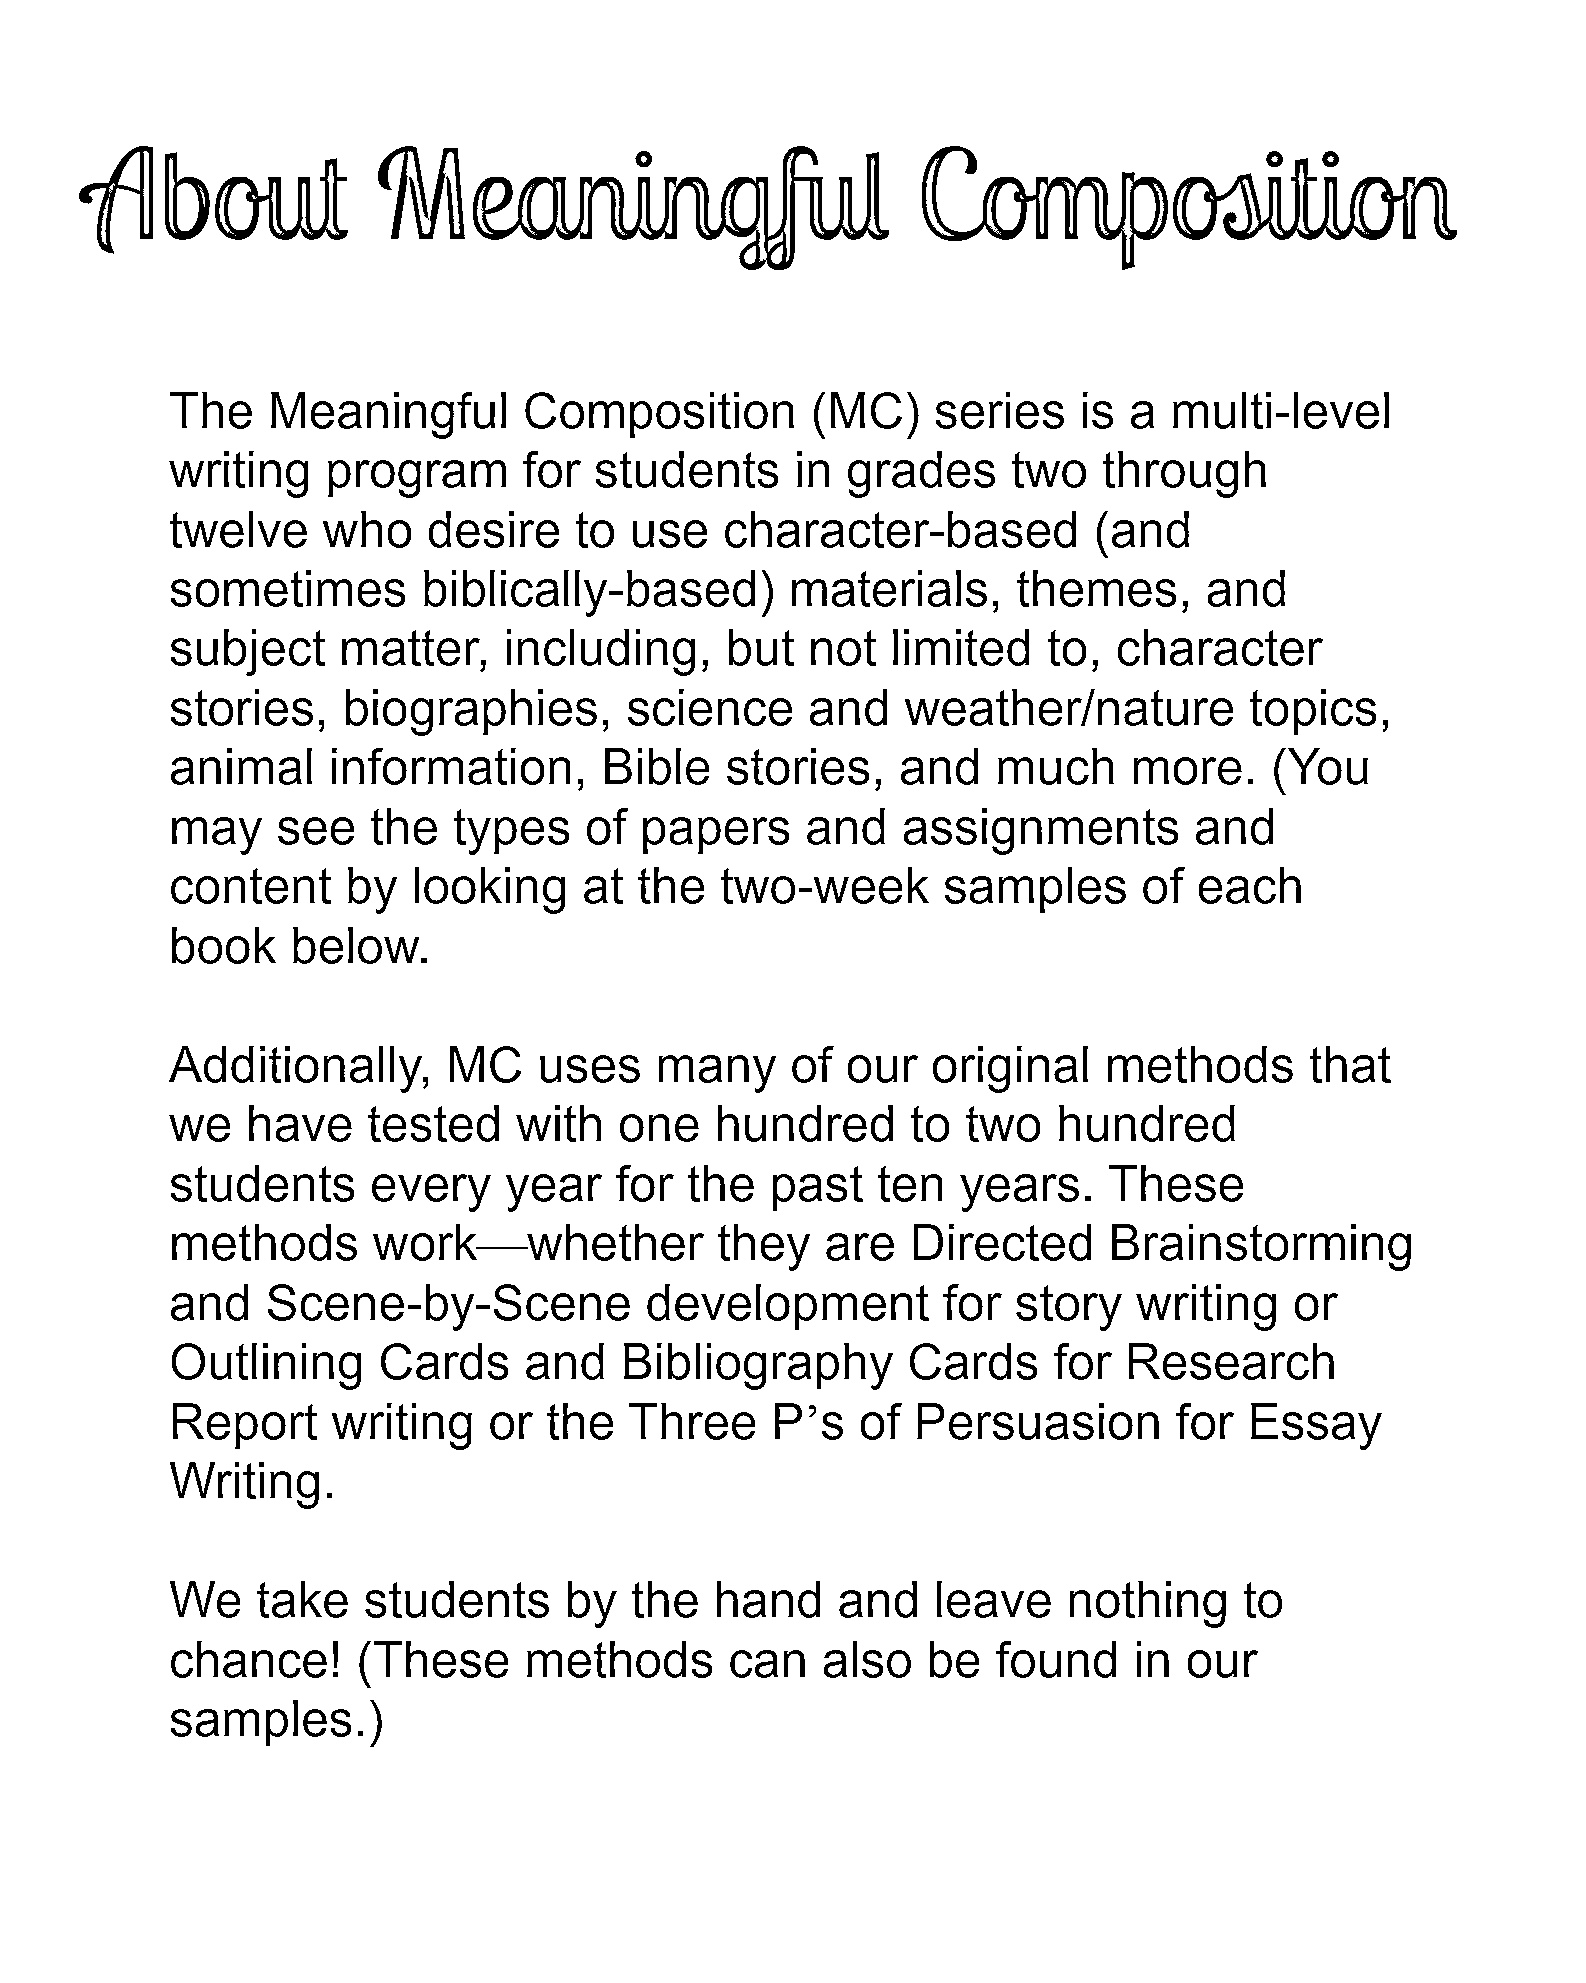 About Meaningful Composition
The Meaningful Composition (MC) series is a multi-level
writing program for students in grades two through
twelve who desire to use character-based (and
sometimes biblically-based) materials, themes, and
subject matter, including, but not limited to, character
stories, biographies, science and weather/nature topics,
animal information, Bible stories, and much more. (You
may see the types of papers and assignments and
content by looking at the two-week samples of each
book below.
Additionally, MC uses many of our original methods that
we have tested with one hundred to two hundred
students every year for the past ten years. These
methods work—whether they are Directed Brainstorming
and Scene-by-Scene development for story writing or
Outlining Cards and Bibliography Cards for Research
Report writing or the Three P’s of Persuasion for Essay
Writing.
We take students by the hand and leave nothing to
chance! (These methods can also be found in our
samples.)